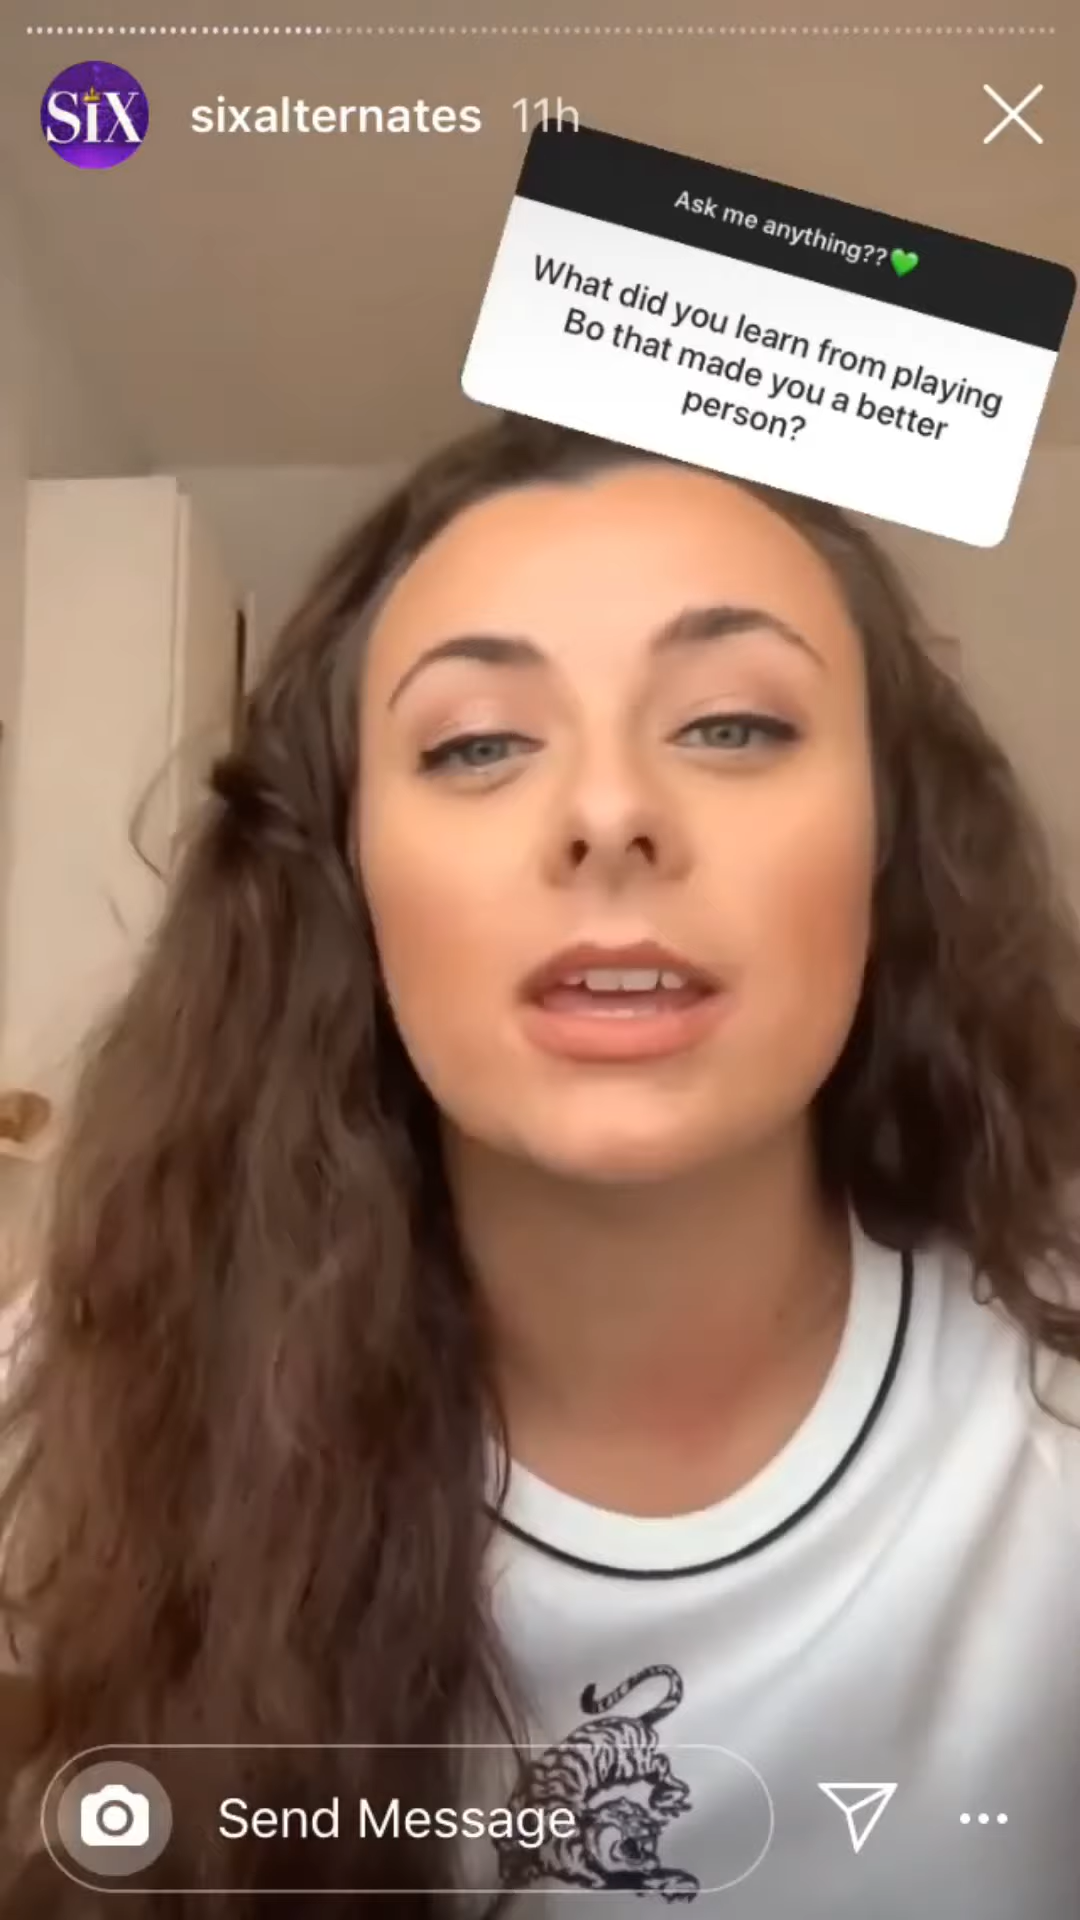 SIX
sixalternates 11h
Ask me anything??💚
What did you learn from playing
Bo that made you a better
person?
Send Message